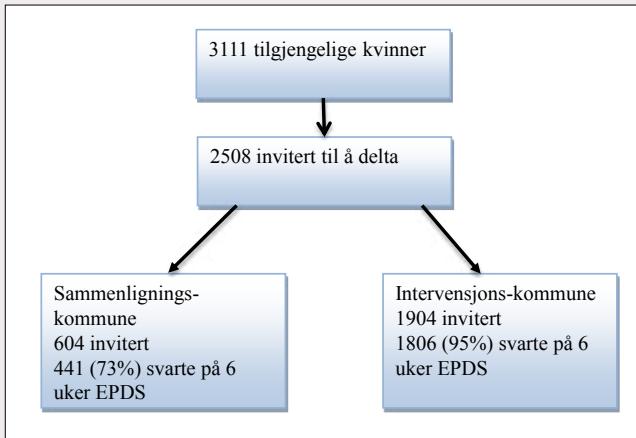 3111 tilgjengelige kvinner
2508 invitert til å delta
Sammenlignings-
kommune
604 invitert
441 (73%) svarte på 6
uker EPDS
Intervensjons-kommune
1904 invitert
1806 (95%) svarte på 6
uker EPDS